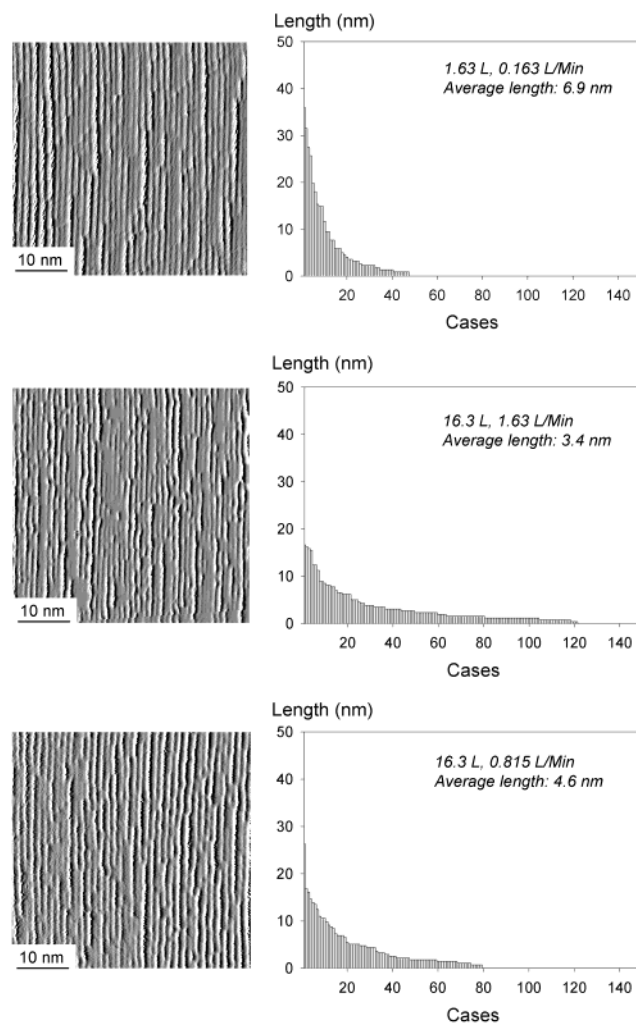 Length (nm)
50
40
30
20
10
0
1.63 L, 0.163 L/Min
Average length: 6.9 nm
20 40 60 80 100 120 140
Cases
10 nm
Length (nm)
50
40
30
20
10
0
16.3 L, 1.63 L/Min
Average length: 3.4 nm
20 40 60 80 100 120 140
Cases
10 nm
Length (nm)
50
40
30
20
10
0
16.3 L, 0.815 L/Min
Average length: 4.6 nm
20 40 60 80 100 120 140
Cases
10 nm